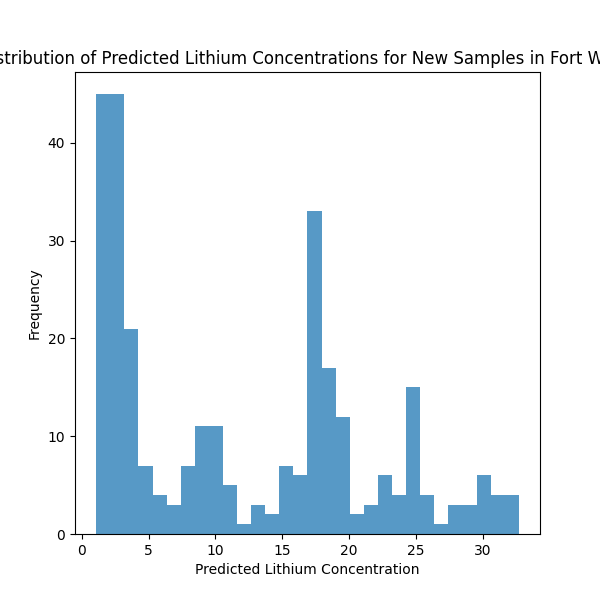 stribution of Predicted Lithium Concentrations for New Samples in Fort W
40
30
20
10
0
Frequency
0 5 10 15 20 25 30
Predicted Lithium Concentration